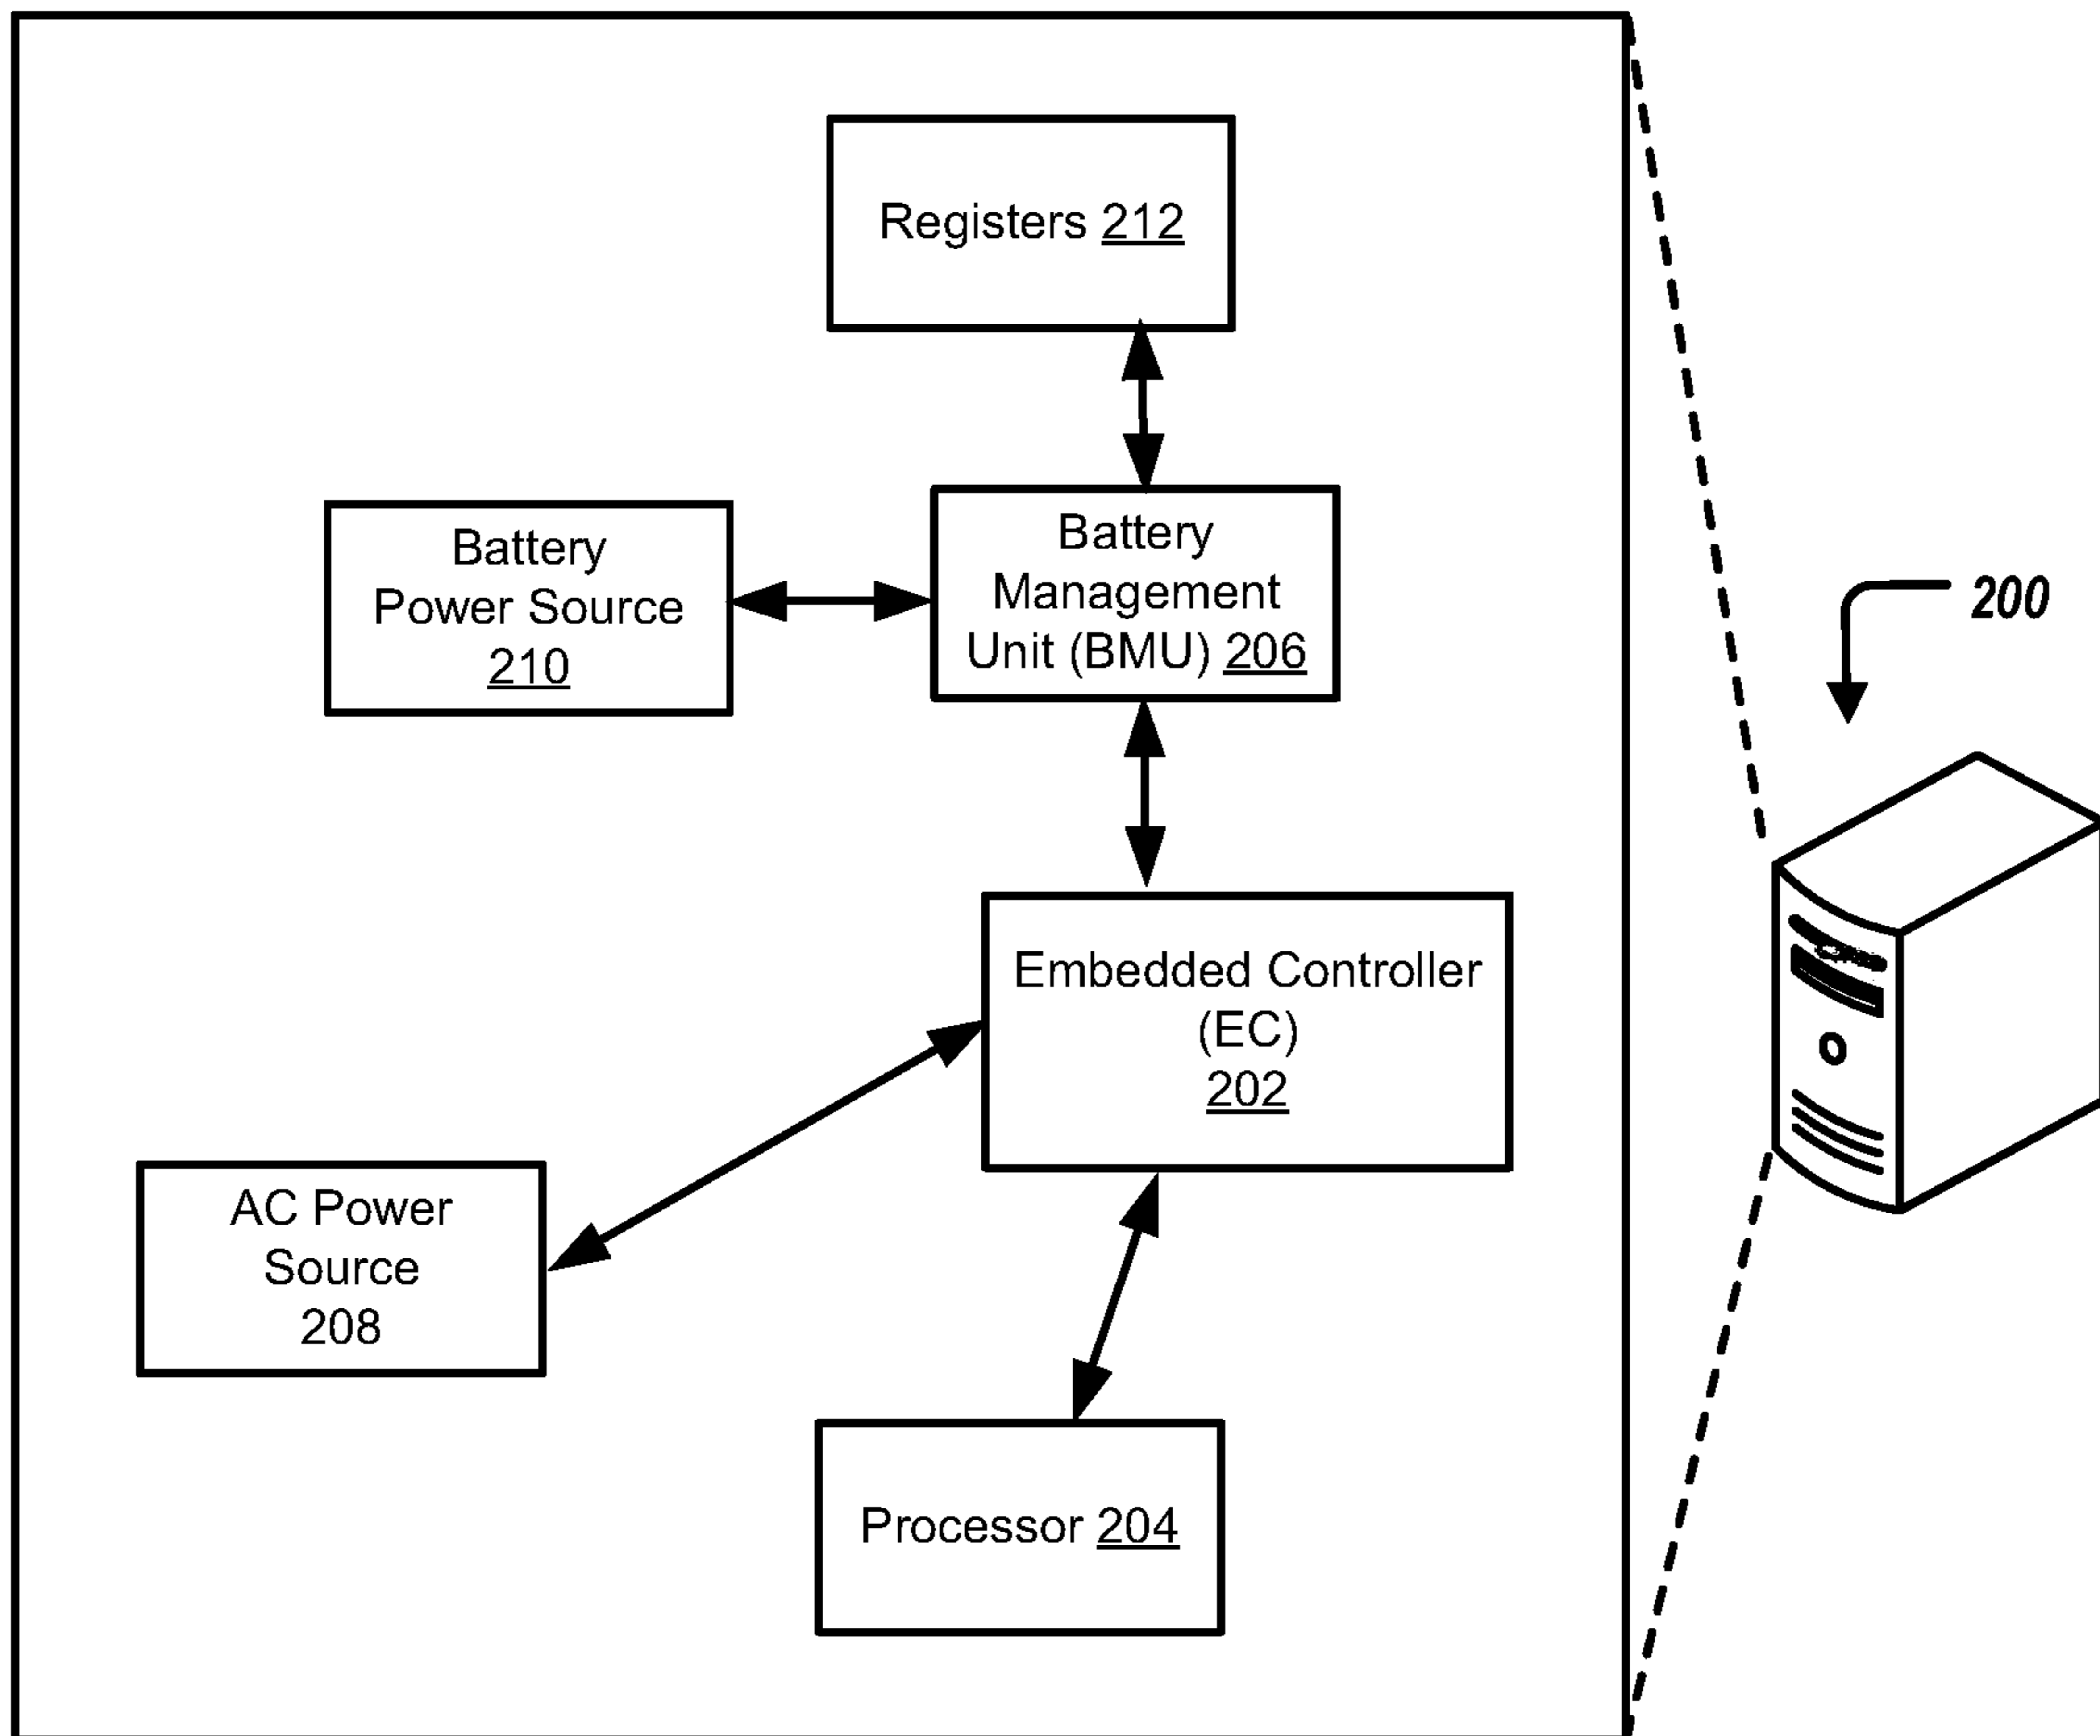 Registers 212
Battery
Power Source
210
Battery
Management
Unit (BMU) 206
200
Embedded Controller
(EC)
202
AC Power
Source
208
Processor 204